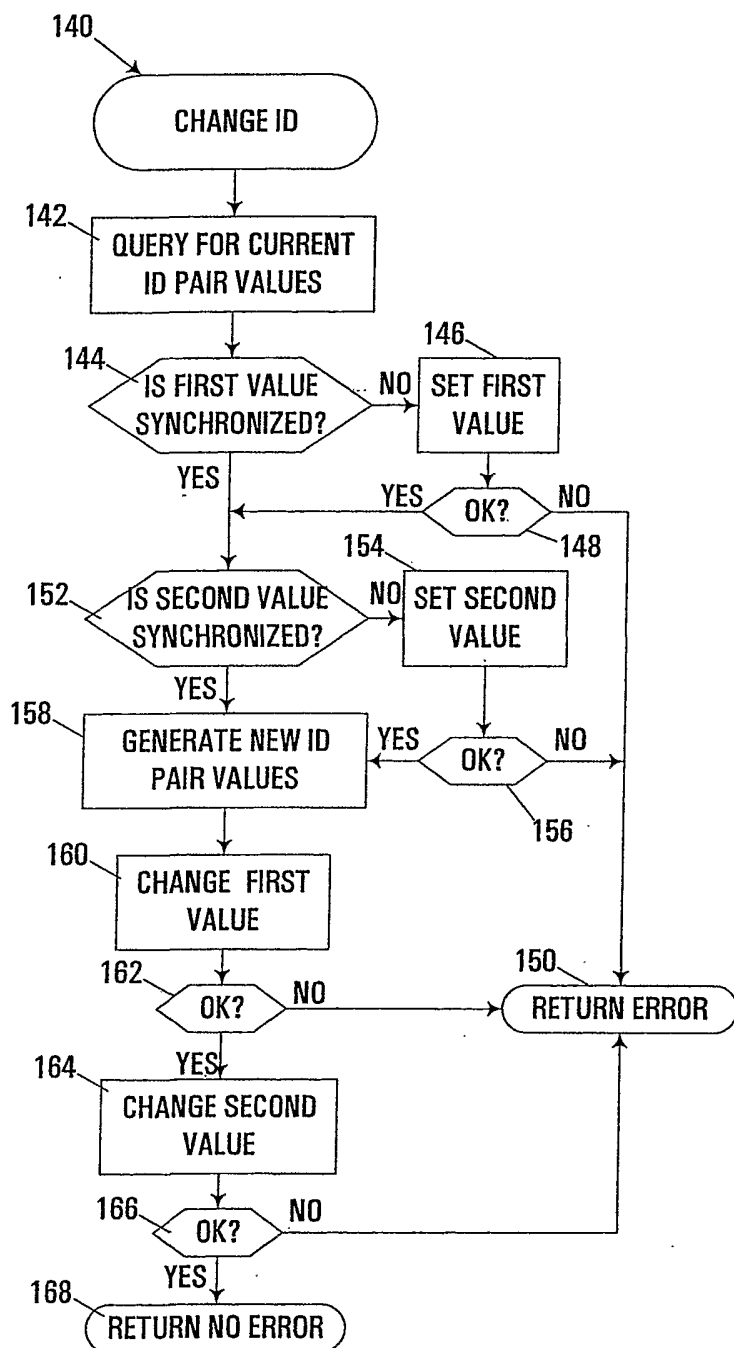 140
CHANGE ID
142
QUERY FOR CURRENT
ID PAIR VALUES
144
IS FIRST VALUE
SYNCHRONIZED?
NO
146
SET FIRST
VALUE
YES
YES
OK?
NO
148
152
IS SECOND VALUE
SYNCHRONIZED?
NO
154
SET SECOND
VALUE
YES
158
GENERATE NEW ID
PAIR VALUES
YES
OK?
NO
156
160
CHANGE FIRST
VALUE
162
OK?
NO
150
RETURN ERROR
YES
164
CHANGE SECOND
VALUE
166
OK?
NO
YES
168
RETURN NO ERROR